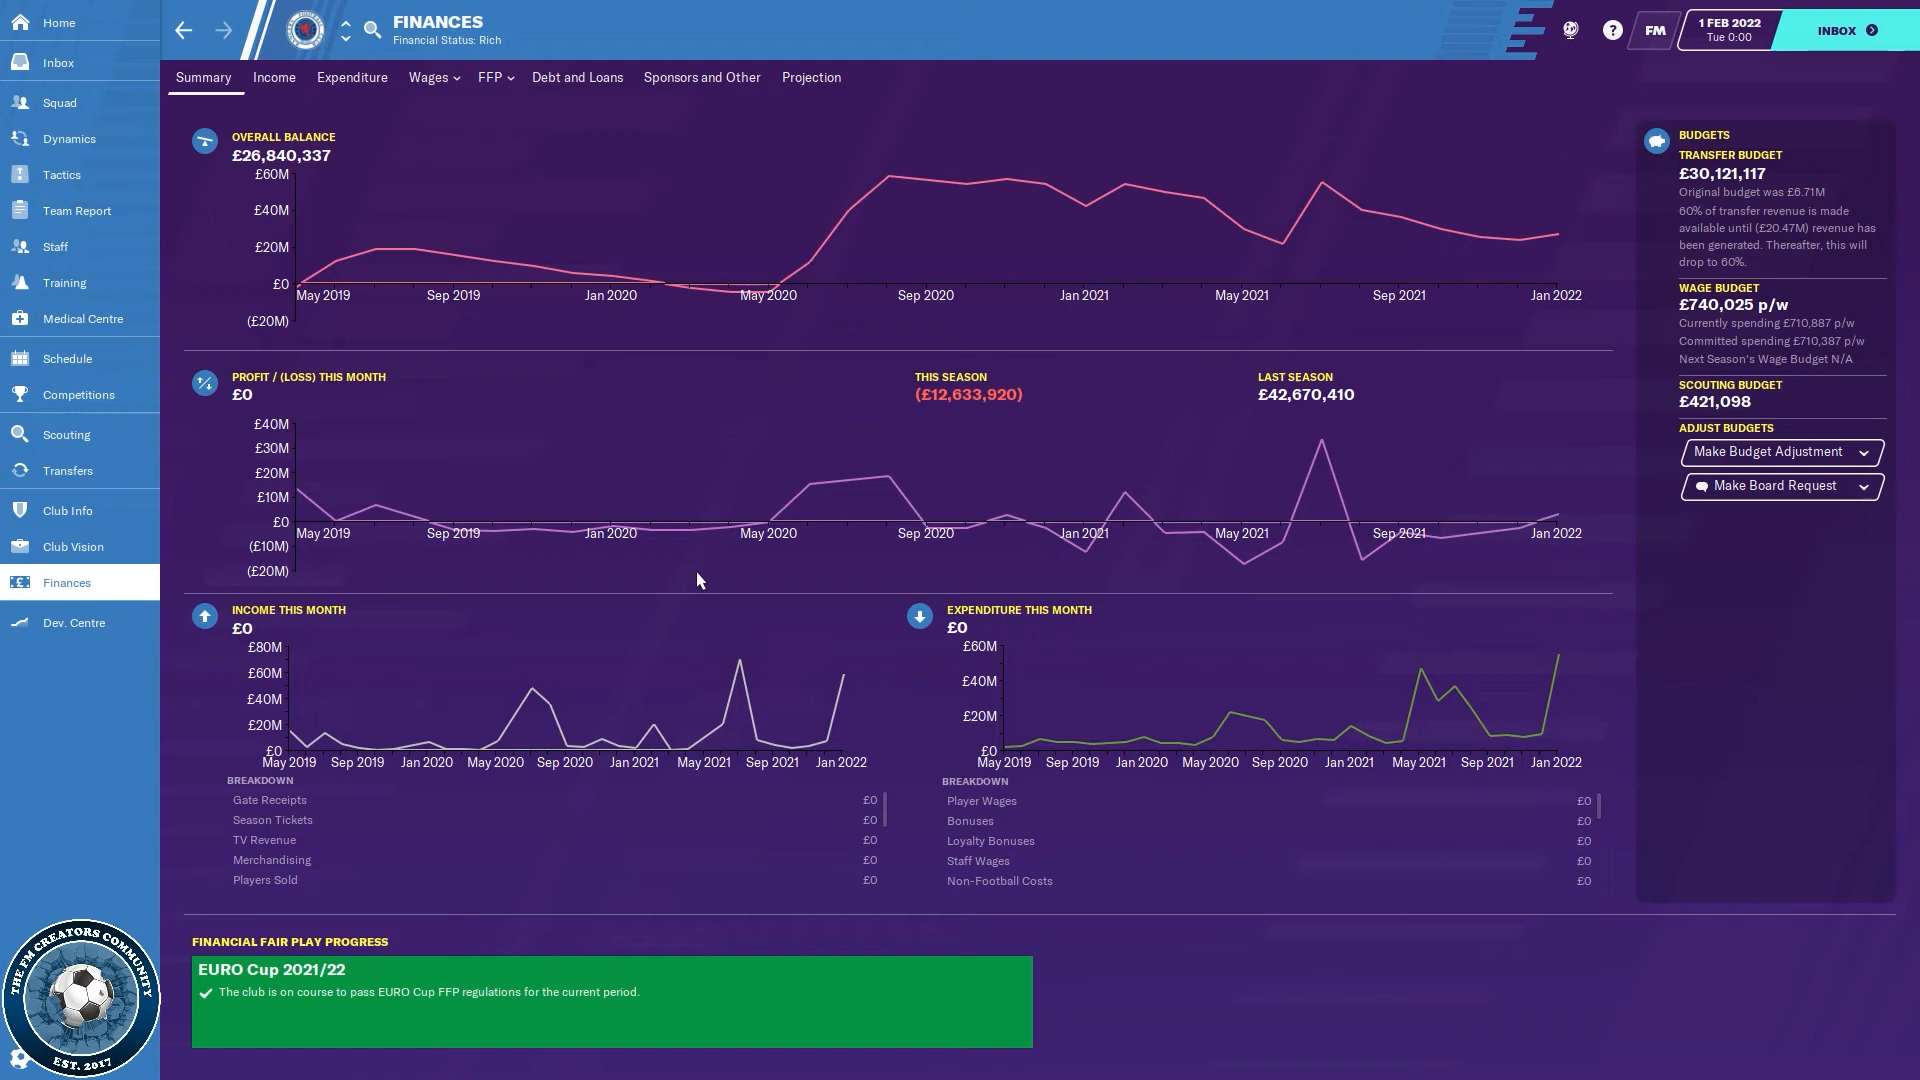 Home
Inbox
Squad
Dynamics
Tactics
Team Report
Staff
Training
Medical Centre
Schedule
Competitions
Scouting
Transfers
Club Info
Club Vision
Finances
Dev. Centre
THE FM CREATORS COMMUNITY
EST. 2017
FINANCES
Financial Status: Rich
FM
1 FEB 2022
Tue 0:00
INBOX
Summary
Income
Expenditure
Wages
FFP
Debt and Loans
Sponsors and Other
Projection
OVERALL BALANCE
£26,840,337
£60M
£40M
£20M
£0
(£20M)
May 2019
Sep 2019
Jan 2020
May 2020
Sep 2020
Jan 2021
May 2021
Sep 2021
Jan 2022
PROFIT / (LOSS) THIS MONTH
£0
THIS SEASON
(£12,633,920)
LAST SEASON
£42,670,410
£40M
£30M
£20M
£10M
£0
(£10M)
(£20M)
May 2019
Sep 2019
Jan 2020
May 2020
Sep 2020
Jan 2021
May 2021
Sep 2021
Jan 2022
INCOME THIS MONTH
£0
£80M
£60M
£40M
£20M
£0
May 2019
Sep 2019
Jan 2020
May 2020
Sep 2020
Jan 2021
May 2021
Sep 2021
Jan 2022
BREAKDOWN
Gate Receipts £0
Season Tickets £0
TV Revenue £0
Merchandising £0
Players Sold £0
EXPENDITURE THIS MONTH
£0
£60M
£40M
£20M
£0
May 2019
Sep 2019
Jan 2020
May 2020
Sep 2020
Jan 2021
May 2021
Sep 2021
Jan 2022
BREAKDOWN
Player Wages £0
Bonuses £0
Loyalty Bonuses £0
Staff Wages £0
Non-Football Costs £0
FINANCIAL FAIR PLAY PROGRESS
EURO Cup 2021/22
The club is on course to pass EURO Cup FFP regulations for the current period.
BUDGETS
TRANSFER BUDGET
£30,121,117
Original budget was £6.71M
60% of transfer revenue is made
available until (£20.47M) revenue has
been generated. Thereafter, this will
drop to 60%.
WAGE BUDGET
£740,025 p/w
Currently spending £710,887 p/w
Committed spending £710,387 p/w
Next Season's Wage Budget N/A
SCOUTING BUDGET
£421,098
ADJUST BUDGETS
Make Budget Adjustment
Make Board Request